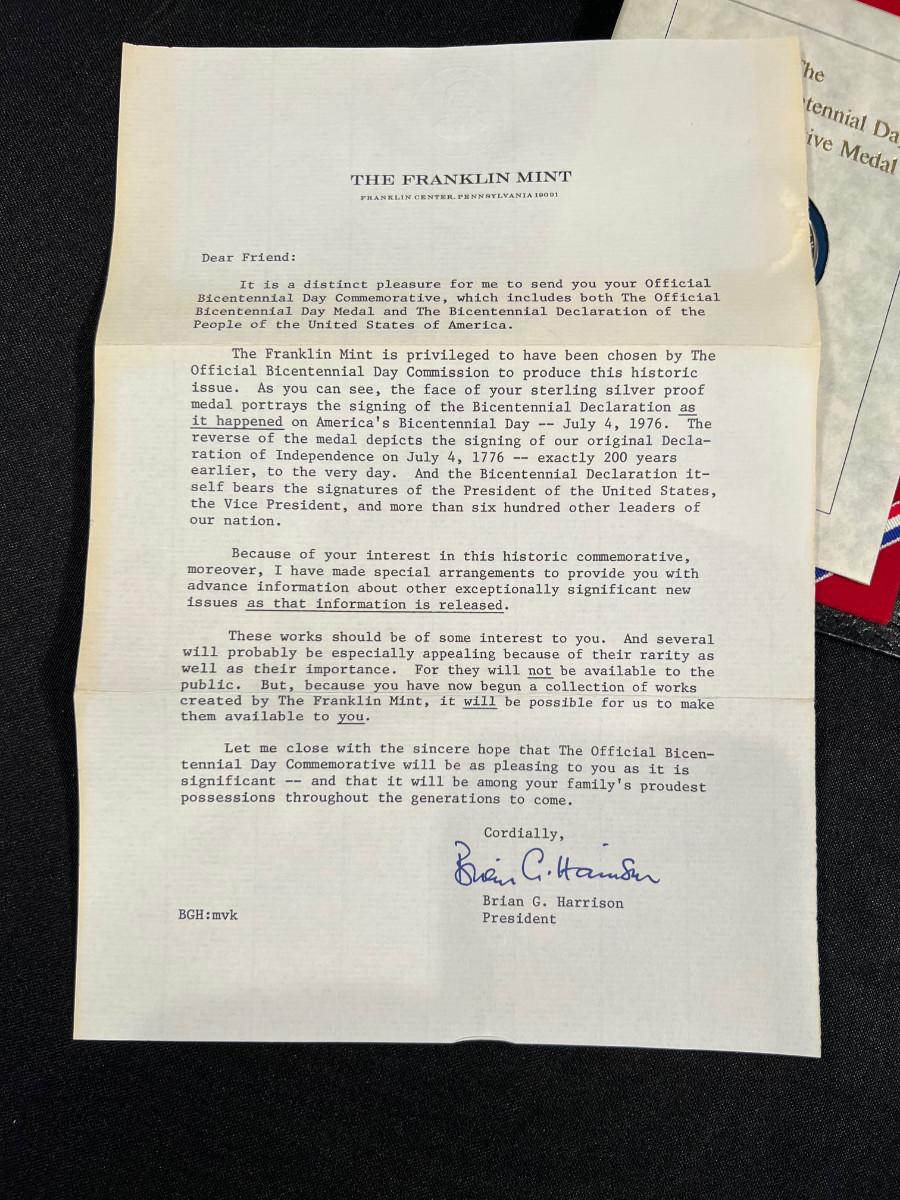 THE FRANKLIN MINT
FRANKLIN CENTER, PENNSYLVANIA 19091
Dear Friend:
It is a distinct pleasure for me to send you your Official
Bicentennial Day Commemorative, which includes both The Official
Bicentennial Day Medal and The Bicentennial Declaration of the
People of the United States of America.
The Franklin Mint is privileged to have been chosen by The
Official Bicentennial Day Commission to produce this historic
issue. As you can see, the face of your sterling silver proof
medal portrays the signing of the Bicentennial Declaration as
it happened on America's Bicentennial Day -- July 4, 1976. The
reverse of the medal depicts the signing of our original Decla-
ration of Independence on July 4, 1776 -- exactly 200 years
earlier, to the very day. And the Bicentennial Declaration it-
self bears the signatures of the President of the United States,
the Vice President, and more than six hundred other leaders of
our nation.
Because of your interest in this historic commemorative,
moreover, I have made special arrangements to provide you with
advance information about other exceptionally significant new
issues as that information is released.
These works should be of some interest to you. And several
will probably be especially appealing because of their rarity as
well as their importance. For they will not be available to the
public. But, because you have now begun a collection of works
created by The Franklin Mint, it will be possible for us to make
them available to you.
Let me close with the sincere hope that The Official Bicen-
tennial Day Commemorative will be as pleasing to you as it is
significant -- and that it will be among your family's proudest
possessions throughout the generations to come.
Cordially,
Brian G. Harrison
Brian G. Harrison
President
BGH:mvk
he
tennial Da
ive Medal